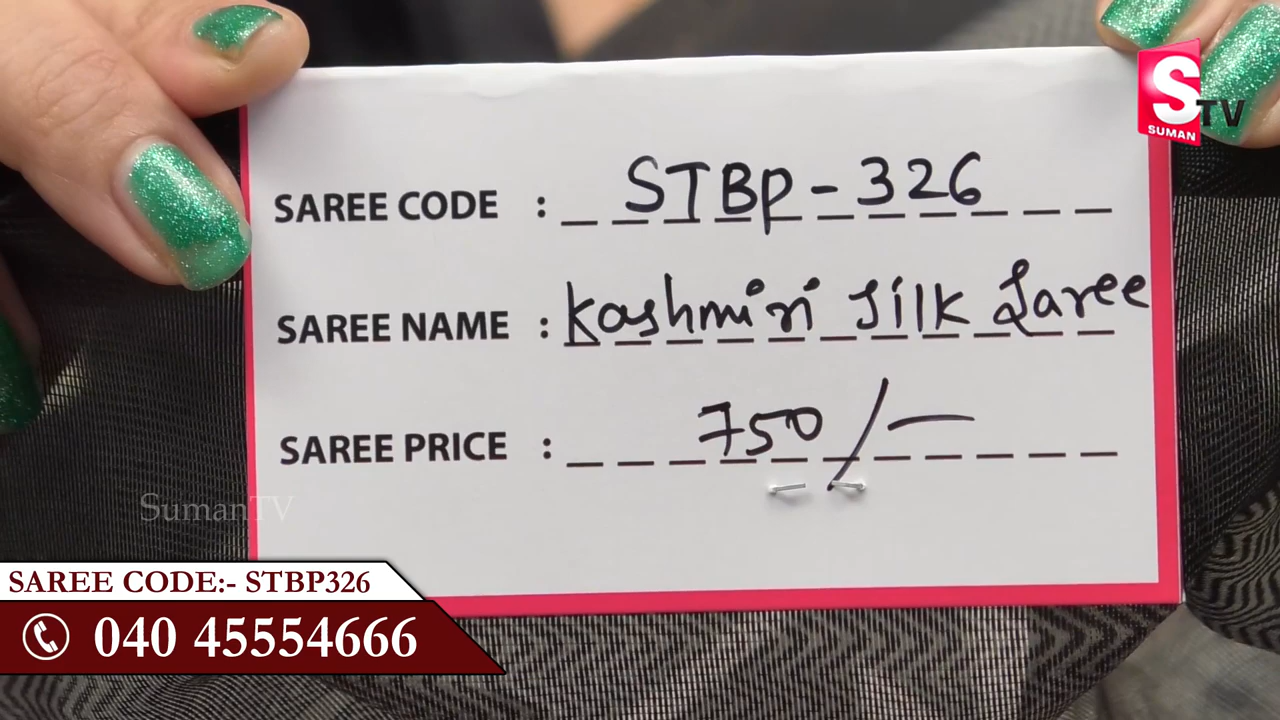 S TV
SUMAN
SAREE CODE : STBP-326
SAREE NAME : Kashmiri Silk Saree
SAREE PRICE : 750/-
SumanTV
SAREE CODE:- STBP326
040 45554666